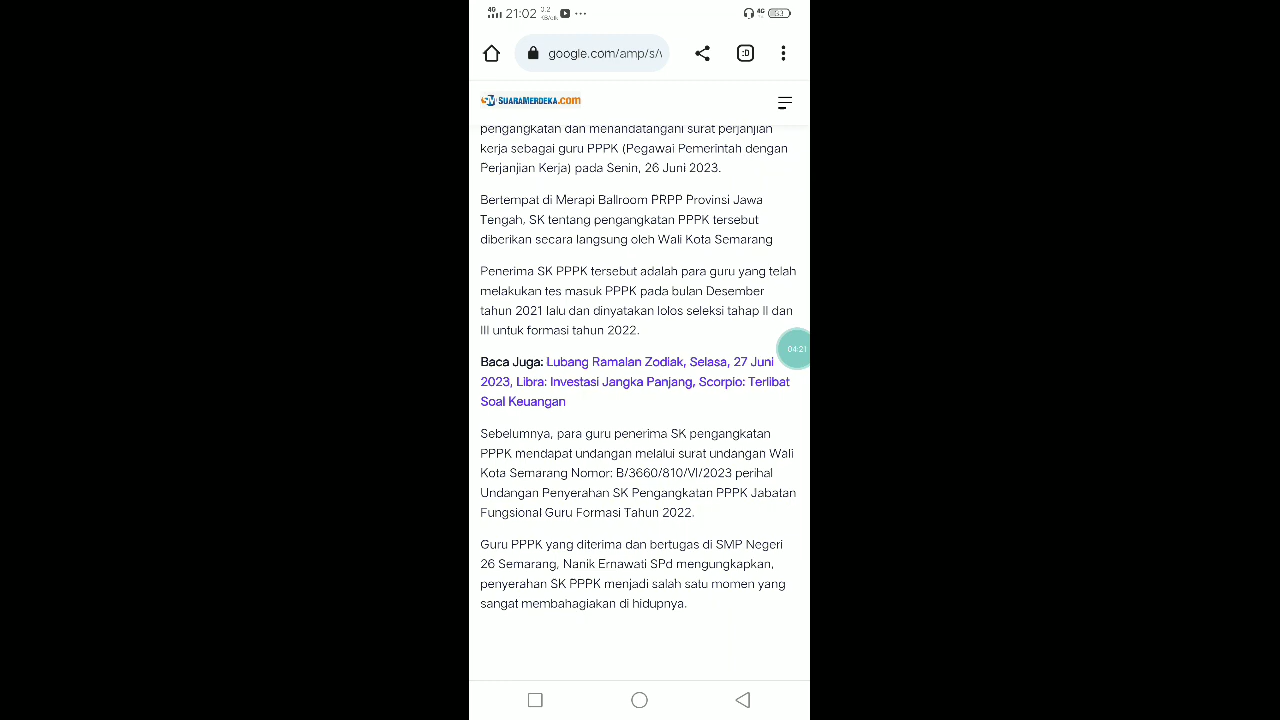 4G 21:02 0.2 4G 53
google.com/amp/s/
:D
SM SUARAMERDEKA.COM
pengangkatan dan menandatangani surat perjanjian
kerja sebagai guru PPPK (Pegawai Pemerintah dengan
Perjanjian Kerja) pada Senin, 26 Juni 2023.
Bertempat di Merapi Ballroom PRPP Provinsi Jawa
Tengah, SK tentang pengangkatan PPPK tersebut
diberikan secara langsung oleh Wali Kota Semarang
Penerima SK PPPK tersebut adalah para guru yang telah
melakukan tes masuk PPPK pada bulan Desember
tahun 2021 lalu dan dinyatakan lolos seleksi tahap II dan
III untuk formasi tahun 2022.
04:21
Baca Juga: Lubang Ramalan Zodiak, Selasa, 27 Juni
2023, Libra: Investasi Jangka Panjang, Scorpio: Terlibat
Soal Keuangan
Sebelumnya, para guru penerima SK pengangkatan
PPPK mendapat undangan melalui surat undangan Wali
Kota Semarang Nomor: B/3660/810/VI/2023 perihal
Undangan Penyerahan SK Pengangkatan PPPK Jabatan
Fungsional Guru Formasi Tahun 2022.
Guru PPPK yang diterima dan bertugas di SMP Negeri
26 Semarang, Nanik Ernawati SPd mengungkapkan,
penyerahan SK PPPK menjadi salah satu momen yang
sangat membahagiakan di hidupnya.